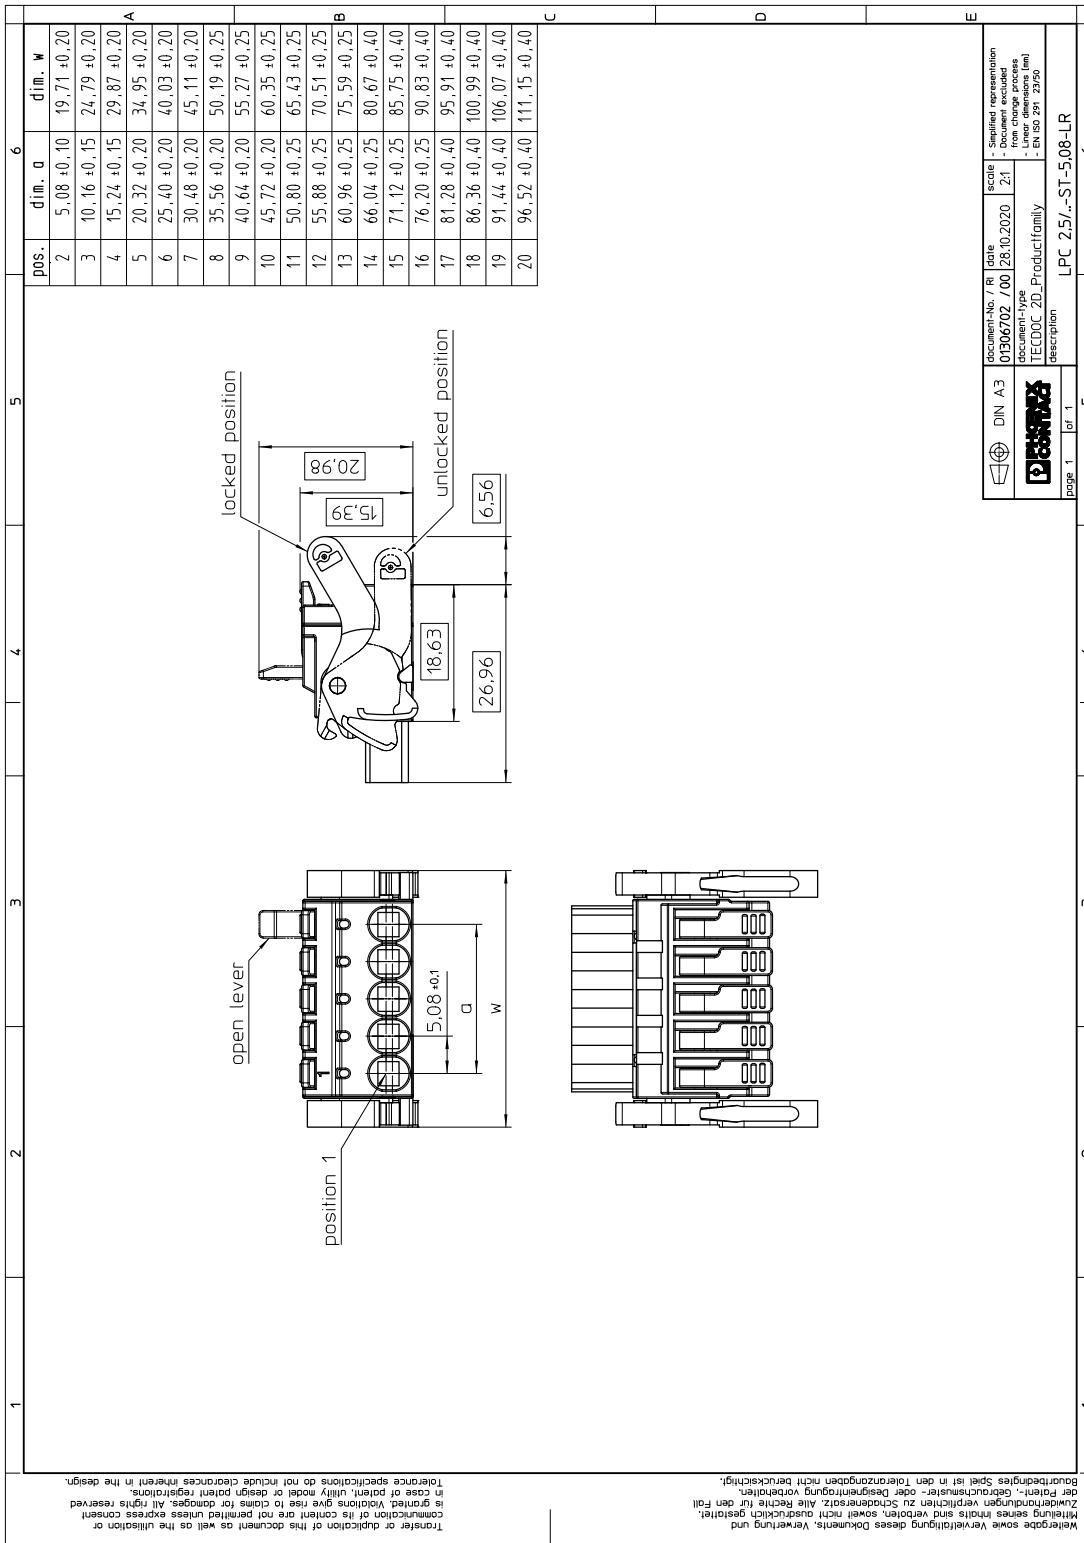 1
2
3
4
5
6
A
B
C
D
E
pos. dim. a dim. w
2 5,08 ±0,10 19,71 ±0,20
3 10,16 ±0,15 24,79 ±0,20
4 15,24 ±0,15 29,87 ±0,20
5 20,32 ±0,20 34,95 ±0,20
6 25,40 ±0,20 40,03 ±0,20
7 30,48 ±0,20 45,11 ±0,20
8 35,56 ±0,20 50,19 ±0,25
9 40,64 ±0,20 55,27 ±0,25
10 45,72 ±0,20 60,35 ±0,25
11 50,80 ±0,25 65,43 ±0,25
12 55,88 ±0,25 70,51 ±0,25
13 60,96 ±0,25 75,59 ±0,25
14 66,04 ±0,25 80,67 ±0,40
15 71,12 ±0,25 85,75 ±0,40
16 76,20 ±0,25 90,83 ±0,40
17 81,28 ±0,40 95,91 ±0,40
18 86,36 ±0,40 100,99 ±0,40
19 91,44 ±0,40 106,07 ±0,40
20 96,52 ±0,40 111,15 ±0,40
open lever
position 1
1
5,08 ±0,1
a
w
locked position
unlocked position
20,98
15,39
6,56
18,63
26,96
DIN A3
PHOENIX
CONTACT
page 1 of 1
document-No. / RI
01306702 / 00
date
28.10.2020
scale
2:1
- Simplified representation
- Document excluded
from change process
- Linear dimensions [mm]
- EN ISO 291 23/50
document-type
TECDOC 2D_Productfamily
description
LPC 2,5/..-ST-5,08-LR
Transfer or duplication of this document as well as the utilisation or
communication of its content are not permitted unless express consent
is granted. Violations give rise to claims for damages. All rights reserved
in case of patent, utility model or design patent registrations.
Tolerance specifications do not include clearances inherent in the design.
Weitergabe sowie Vervielfältigung dieses Dokuments, Verwertung und
Mitteilung seines Inhalts sind verboten, soweit nicht ausdrücklich gestattet.
Zuwiderhandlungen verpflichten zu Schadenersatz. Alle Rechte für den Fall
der Patent-, Gebrauchsmuster- oder Designeintragung vorbehalten.
Bauartbedingtes Spiel ist in den Toleranzangaben nicht berücksichtigt.